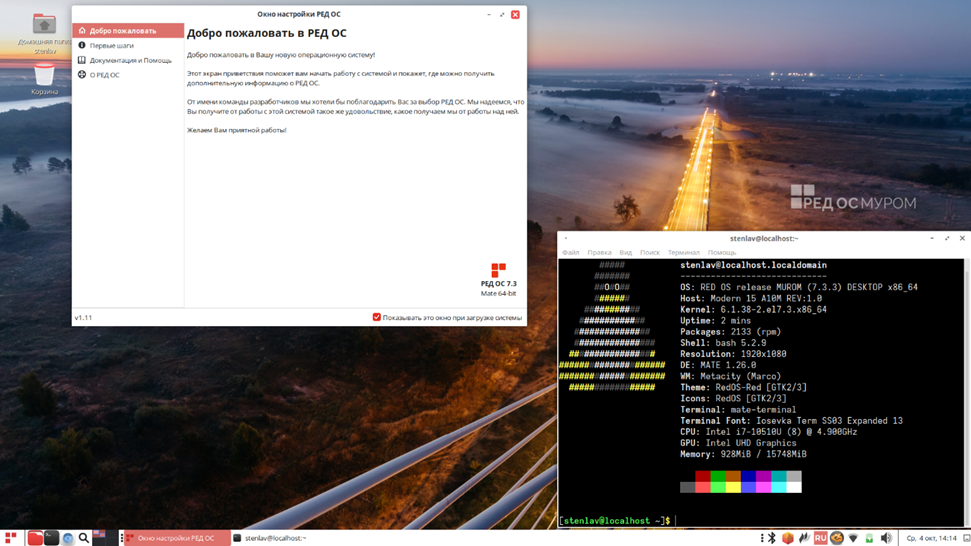 Домашняя папка
stenlav
Корзина
Окно настройки РЕД ОС
Добро пожаловать
Первые шаги
Документация и Помощь
О РЕД ОС
Добро пожаловать в РЕД ОС
Добро пожаловать в Вашу новую операционную систему!
Этот экран приветствия поможет вам начать работу с системой и покажет, где можно получить
дополнительную информацию о РЕД ОС.
От имени команды разработчиков мы хотели бы поблагодарить Вас за выбор РЕД ОС. Мы надеемся, что
Вы получите от работы с этой системой такое же удовольствие, какое получаем мы от работы над ней.
Желаем Вам приятной работы!
РЕД ОС 7.3
Mate 64-bit
v1.11
Показывать это окно при загрузке системы
РЕД ОС МУРОМ
stenlav@localhost:~
Файл Правка Вид Поиск Терминал Помощь
stenlav@localhost.localdomain
-----------------------------
OS: RED OS release MUROM (7.3.3) DESKTOP x86_64
Host: Modern 15 A10M REV:1.0
Kernel: 6.1.38-2.el7.3.x86_64
Uptime: 2 mins
Packages: 2133 (rpm)
Shell: bash 5.2.9
Resolution: 1920x1080
DE: MATE 1.26.0
WM: Metacity (Marco)
Theme: RedOS-Red [GTK2/3]
Icons: RedOS [GTK2/3]
Terminal: mate-terminal
Terminal Font: Iosevka Term SS03 Expanded 13
CPU: Intel i7-10510U (8) @ 4.900GHz
GPU: Intel UHD Graphics
Memory: 928MiB / 15748MiB
[stenlav@localhost ~]$
Окно настройки РЕД ОС
stenlav@localhost:~
RU
Ср, 4 окт, 14:14